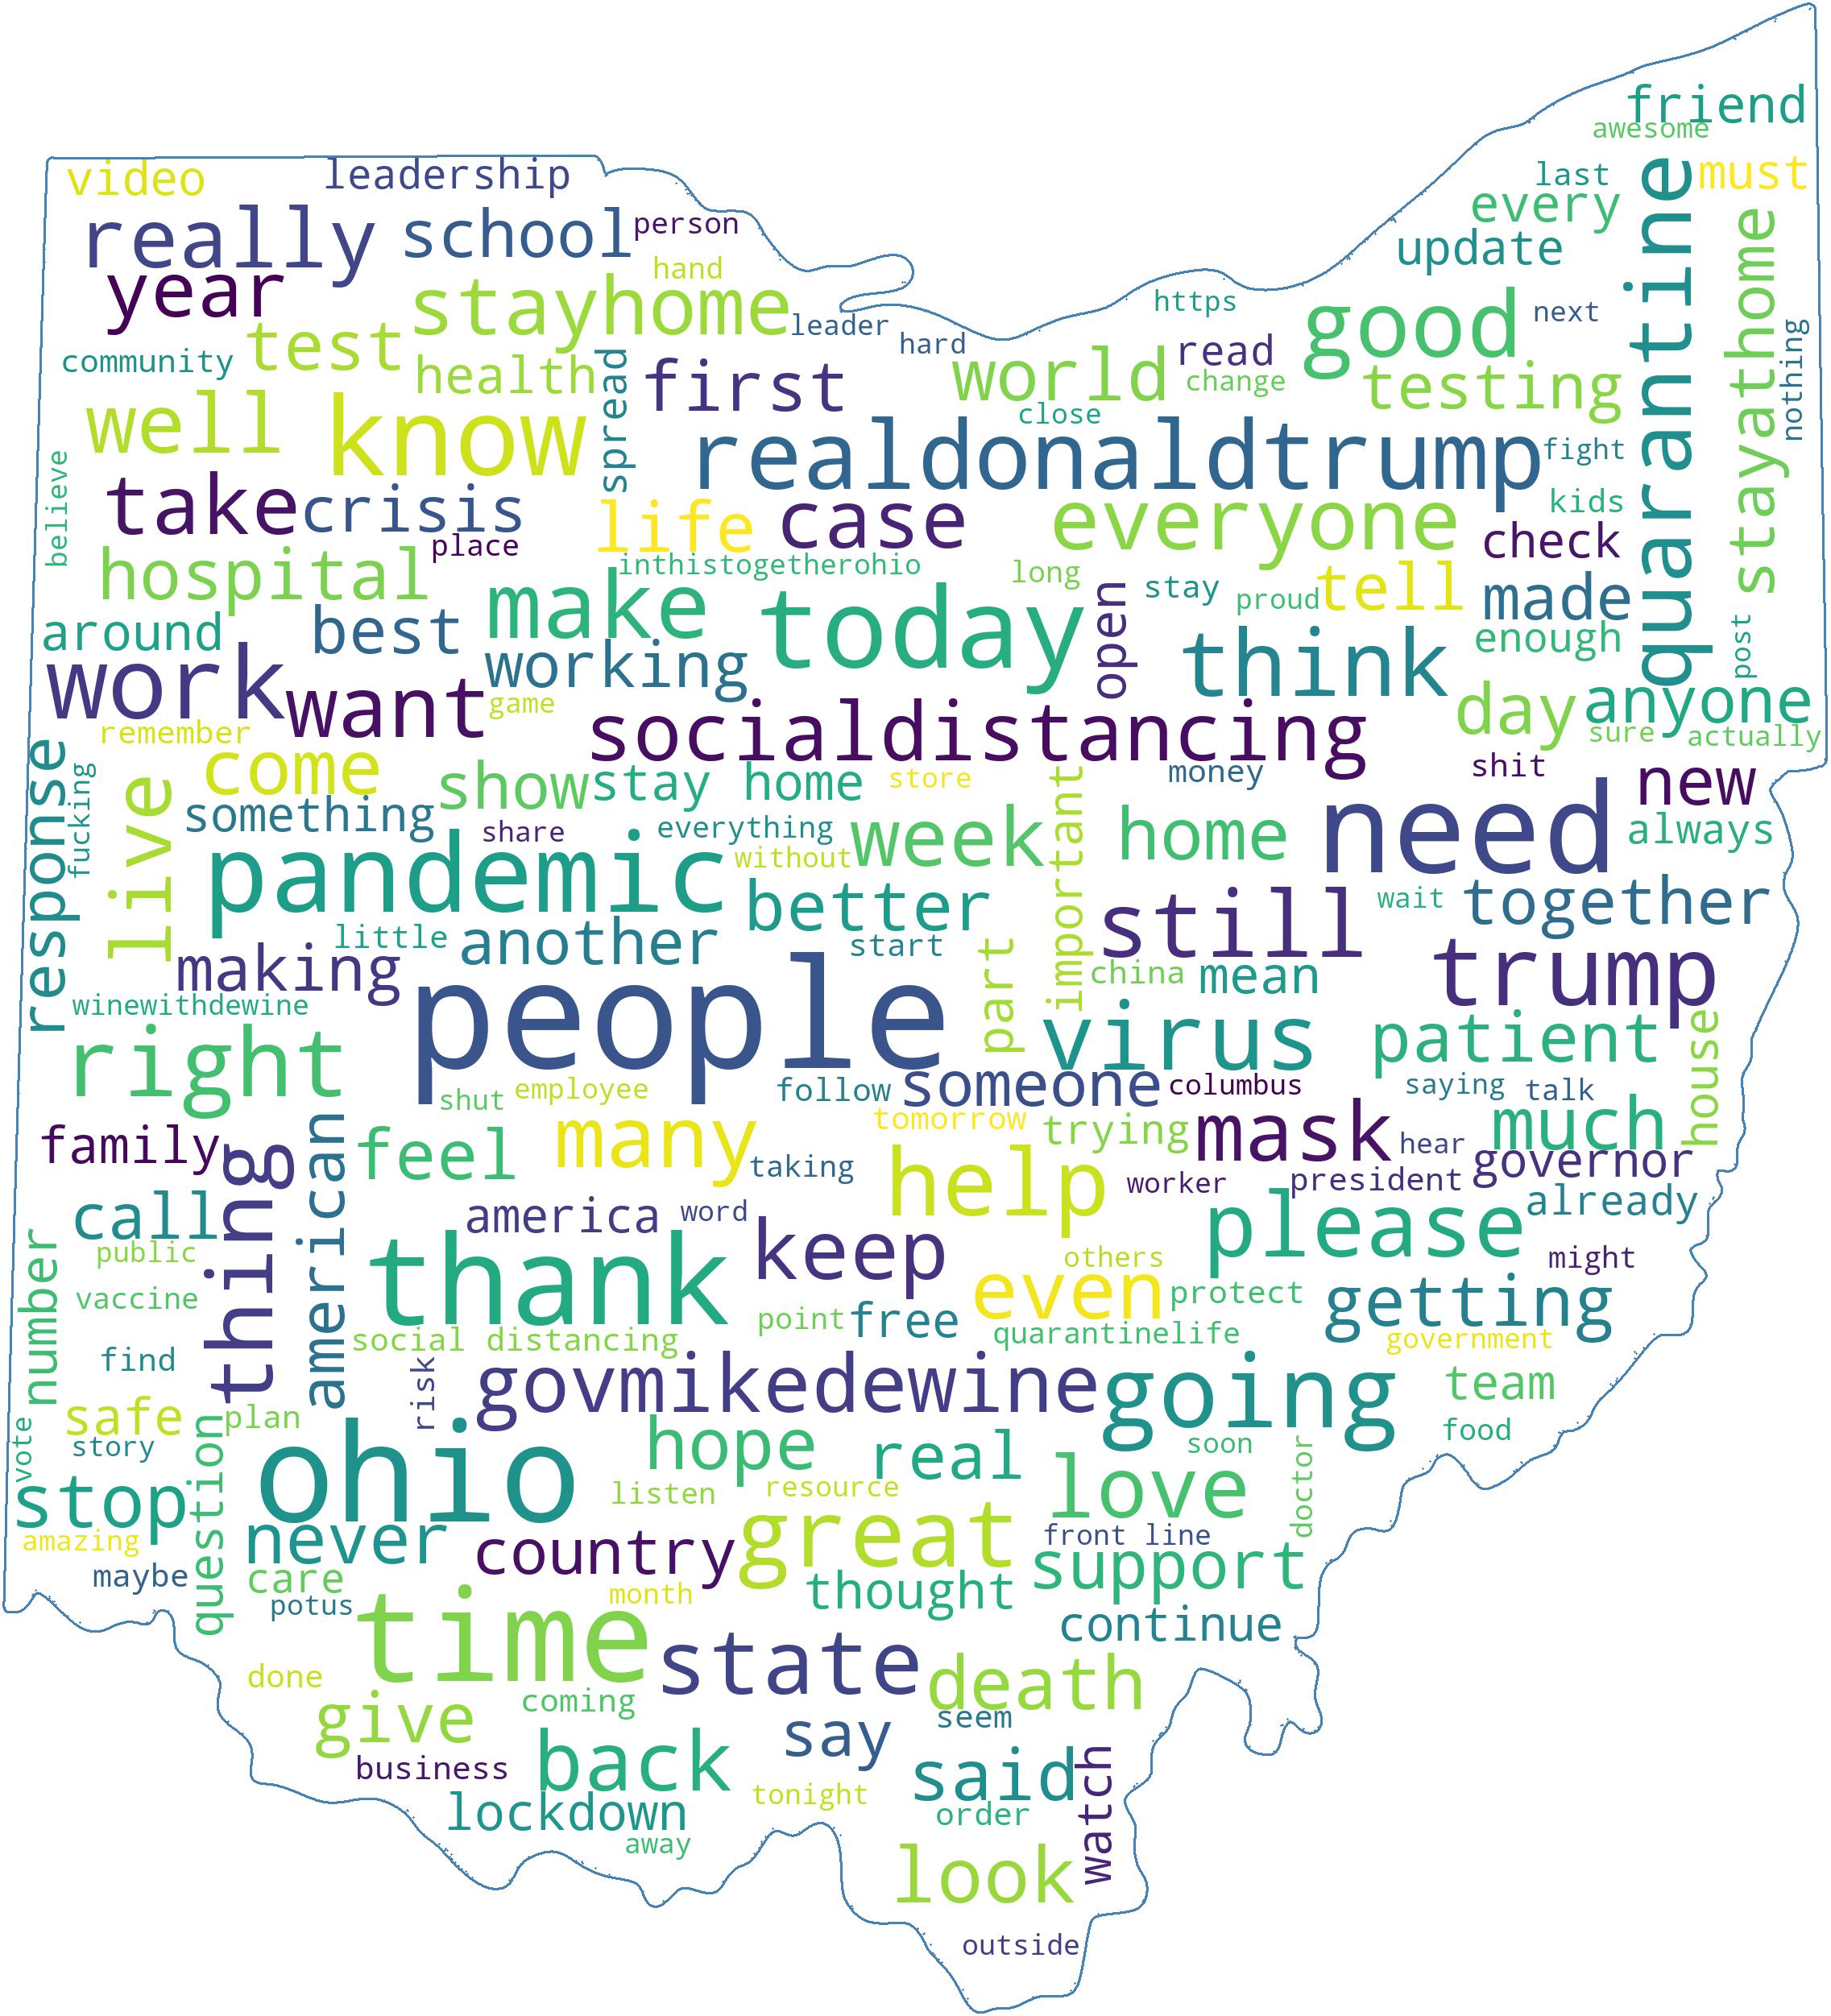 friend
awesome
video
leadership
last
must
every
really
school
person
update
quarantine
stayathome
year
hand
stayhome
https
good
next
test
leader
hard
community
health
spread
first
world
read
change
testing
nothing
well
know
close
realdonaldtrump
fight
believe
take
crisis
life
case
everyone
kids
check
place
hospital
inthistogetherohio
long
stay
proud
tell
made
around
best
make
today
open
think
enough
post
work
want
working
game
socialdistancing
day
anyone
remember
sure
actually
response
fucking
come
show
stay home
store
important
money
shit
new
live
something
share
everything
without
week
home
need
always
pandemic
better
still
wait
together
little
another
start
part
making
china
mean
trump
winewithdewine
people
virus
patient
house
right
shut
employee
follow
someone
columbus
saying
talk
family
thing
american
feel
many
tomorrow
trying
mask
hear
much
governor
taking
help
worker
president
already
call
america
word
keep
please
number
public
thank
others
might
vaccine
even
protect
getting
social distancing
point
free
quarantinelife
government
find
risk
govmikedewine
going
team
safe
plan
vote
story
question
ohio
hope
real
soon
doctor
food
stop
listen
resource
love
amazing
never
country
great
front line
support
maybe
care
potus
time
month
thought
continue
done
state
death
give
coming
say
seem
business
back
said
watch
lockdown
tonight
order
away
look
outside